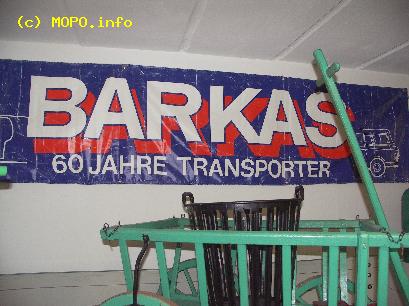 (c) MOPO.info
BARKAS
60 JAHRE TRANSPORTER